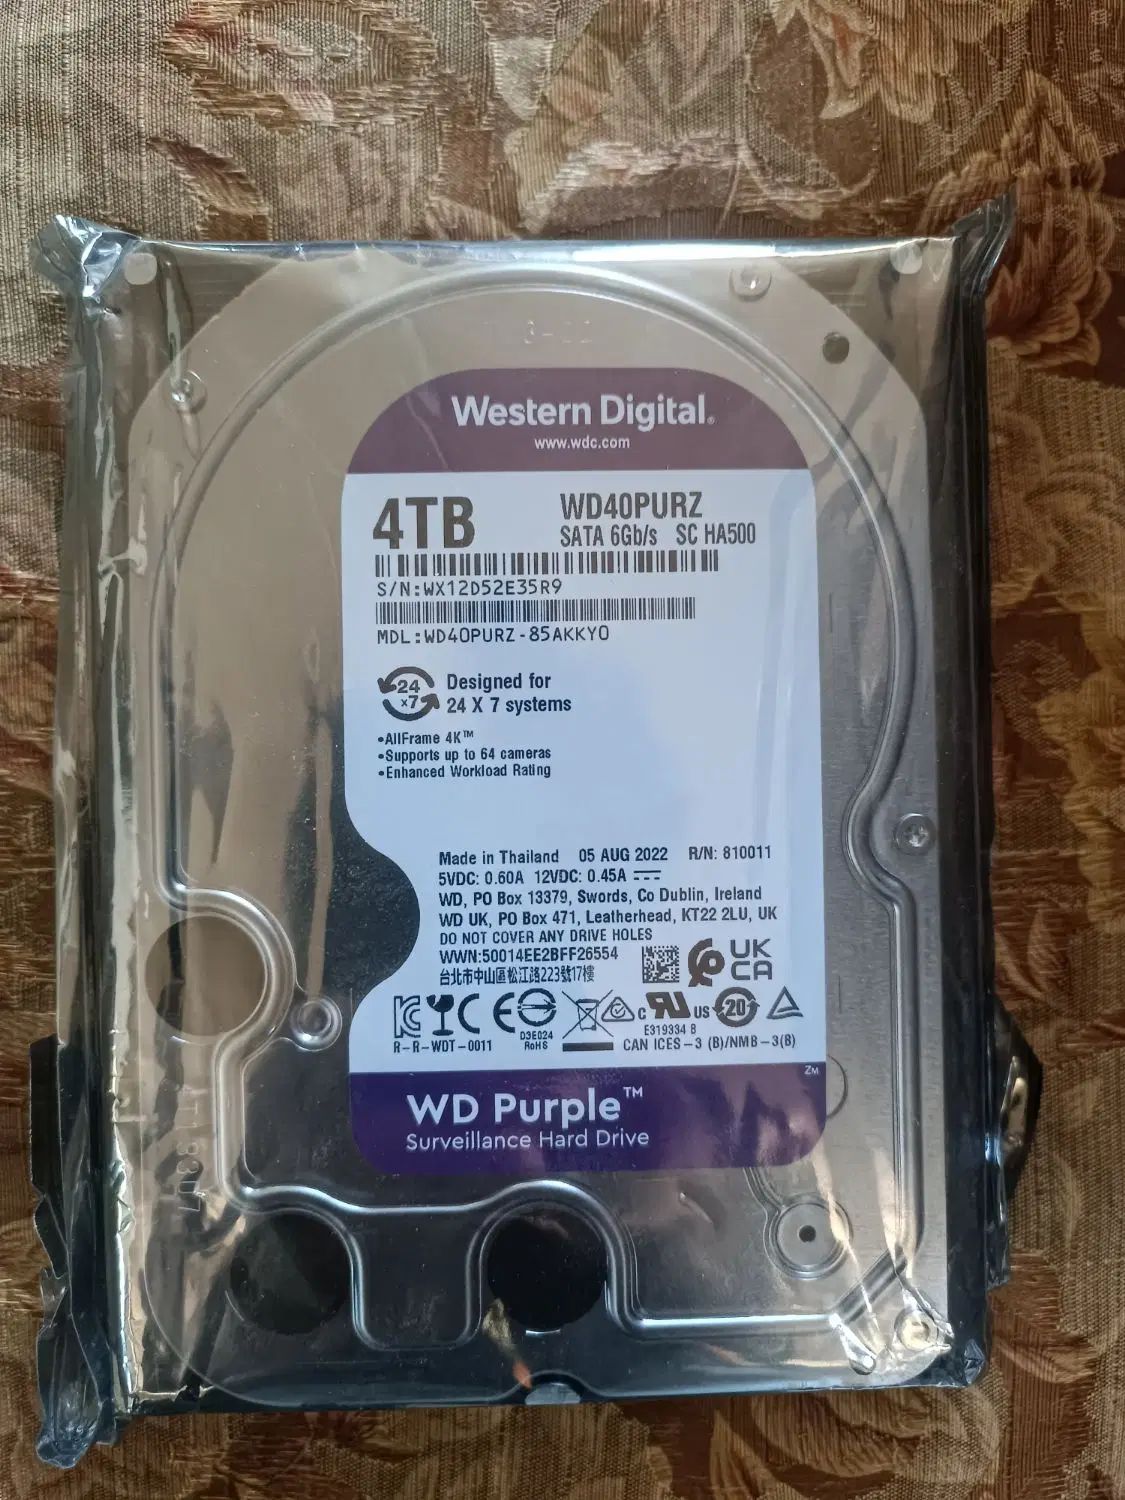 Western Digital®
www.wdc.com
4TB
WD40PURZ
SATA 6Gb/s SC HA500
S/N:WX12D52E35R9
MDL:WD40PURZ-85AKKY0
24
x7
Designed for
24 X 7 systems
•AllFrame 4K™
•Supports up to 64 cameras
•Enhanced Workload Rating
Made in Thailand 05 AUG 2022 R/N: 810011
5VDC: 0.60A 12VDC: 0.45A
WD, PO Box 13379, Swords, Co Dublin, Ireland
WD UK, PO Box 471, Leatherhead, KT22 2LU, UK
DO NOT COVER ANY DRIVE HOLES
WWN:50014EE2BFF26554
台北市中山區松江路223號17樓
UK
CA
CE
c
US
20
R-R-WDT-0011
D3E024
RoHS
E319334 B
CAN ICES-3 (B)/NMB-3(B)
ZM
WD Purple™
Surveillance Hard Drive